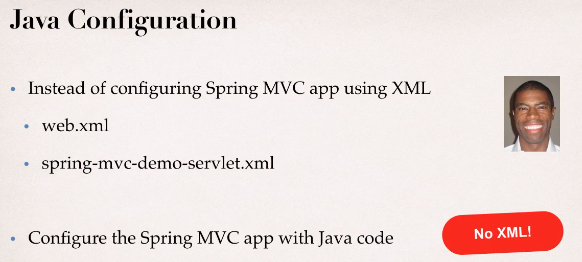 Java Configuration
• Instead of configuring Spring MVC app using XML
• web.xml
• spring-mvc-demo-servlet.xml
• Configure the Spring MVC app with Java code
No XML!